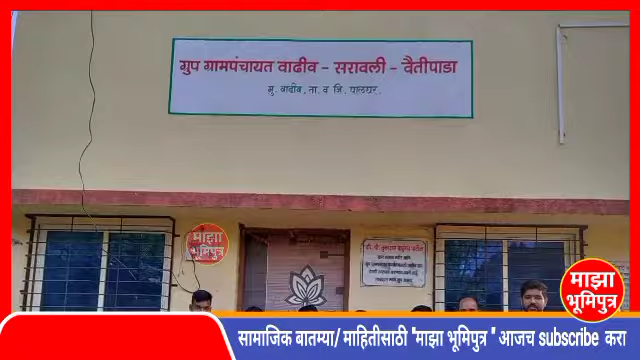 ग्रुप ग्रामपंचायत वाढीव - सरावली - वैतीपाडा
मु. वाढीव, ता. व जि. पालघर.
माझा
भूमिपुत्र
माझा
भूमिपुत्र
सामाजिक बातम्या/ माहितीसाठी "माझा भूमिपुत्र " आजच subscribe करा